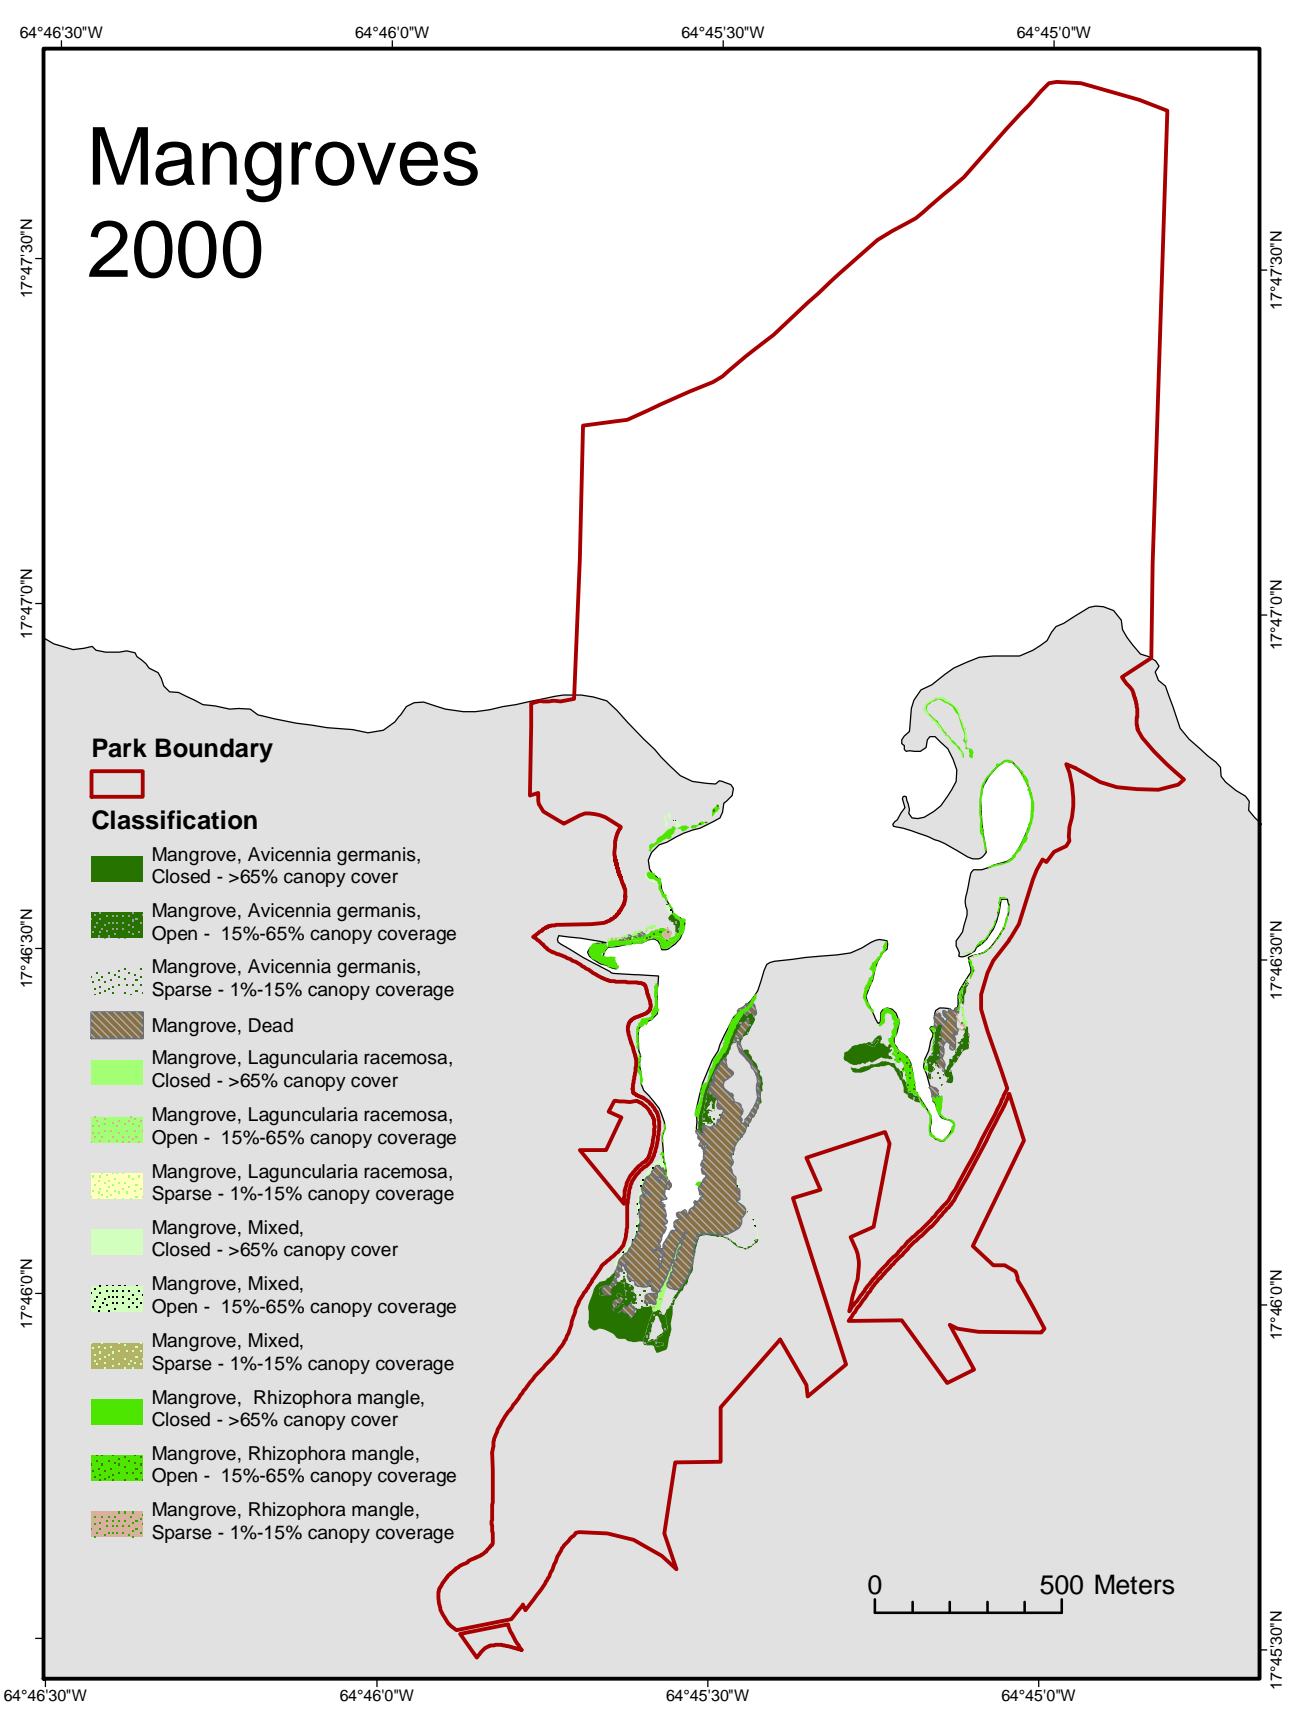 64°46'30"W
64°46'0"W
64°45'30"W
64°45'0"W
Mangroves
2000
17°47'30"N
17°47'30"N
17°47'0"N
17°47'0"N
Park Boundary
Classification
Mangrove, Avicennia germanis,
Closed - >65% canopy cover
Mangrove, Avicennia germanis,
Open -  15%-65% canopy coverage
Mangrove, Avicennia germanis,
Sparse - 1%-15% canopy coverage
Mangrove, Dead
Mangrove, Laguncularia racemosa,
Closed - >65% canopy cover
Mangrove, Laguncularia racemosa,
Open -  15%-65% canopy coverage
Mangrove, Laguncularia racemosa,
Sparse - 1%-15% canopy coverage
Mangrove, Mixed,
Closed - >65% canopy cover
Mangrove, Mixed,
Open -  15%-65% canopy coverage
Mangrove, Mixed,
Sparse - 1%-15% canopy coverage
Mangrove,  Rhizophora mangle,
Closed - >65% canopy cover
Mangrove, Rhizophora mangle,
Open -  15%-65% canopy coverage
Mangrove, Rhizophora mangle,
Sparse - 1%-15% canopy coverage
17°46'30"N
17°46'30"N
17°46'0"N
17°46'0"N
0 500 Meters
17°45'30"N
64°46'30"W
64°46'0"W
64°45'30"W
64°45'0"W